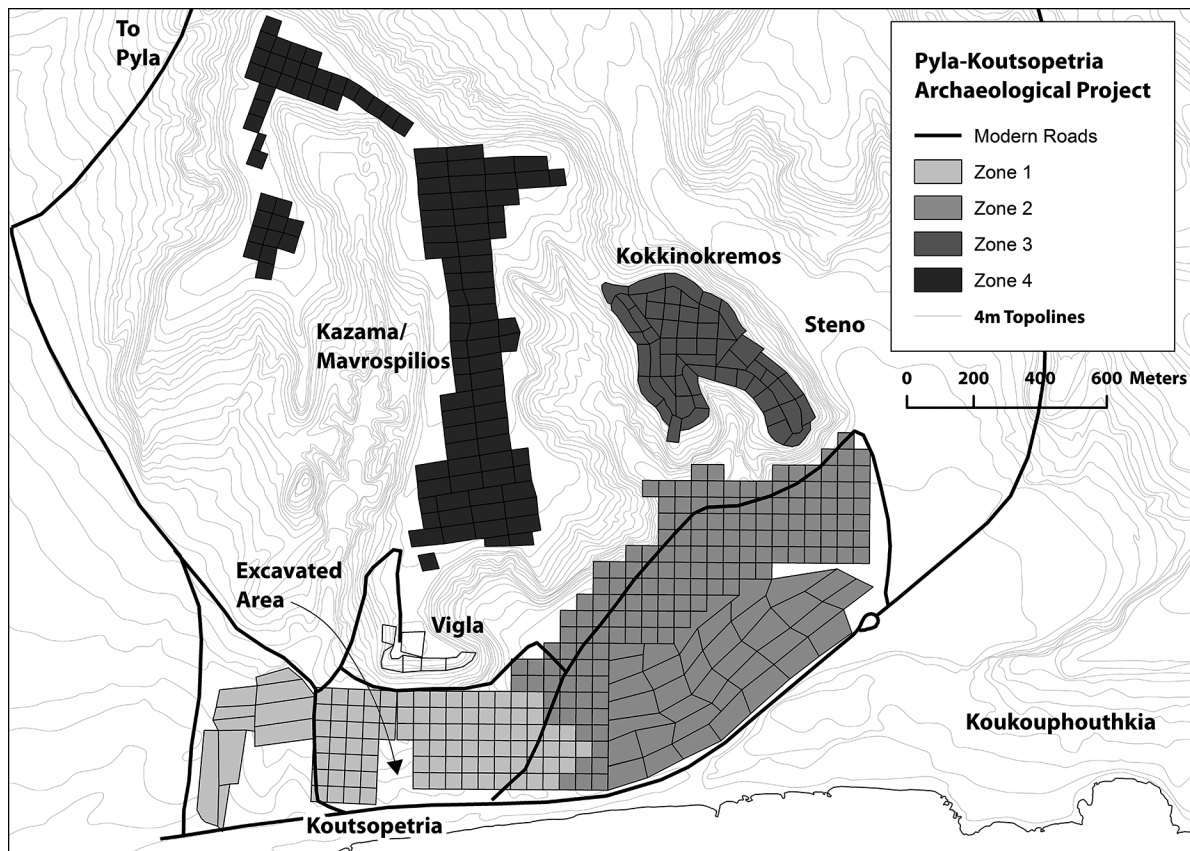 To
Pyla
Pyla-Koutsopetria
Archaeological Project
Modern Roads
Zone 1
Zone 2
Zone 3
Zone 4
4m Topolines
0 200 400 600 Meters
Kokkinokremos
Steno
Kazama/
Mavrospilios
Excavated
Area
Vigla
Koukouphouthkia
Koutsopetria